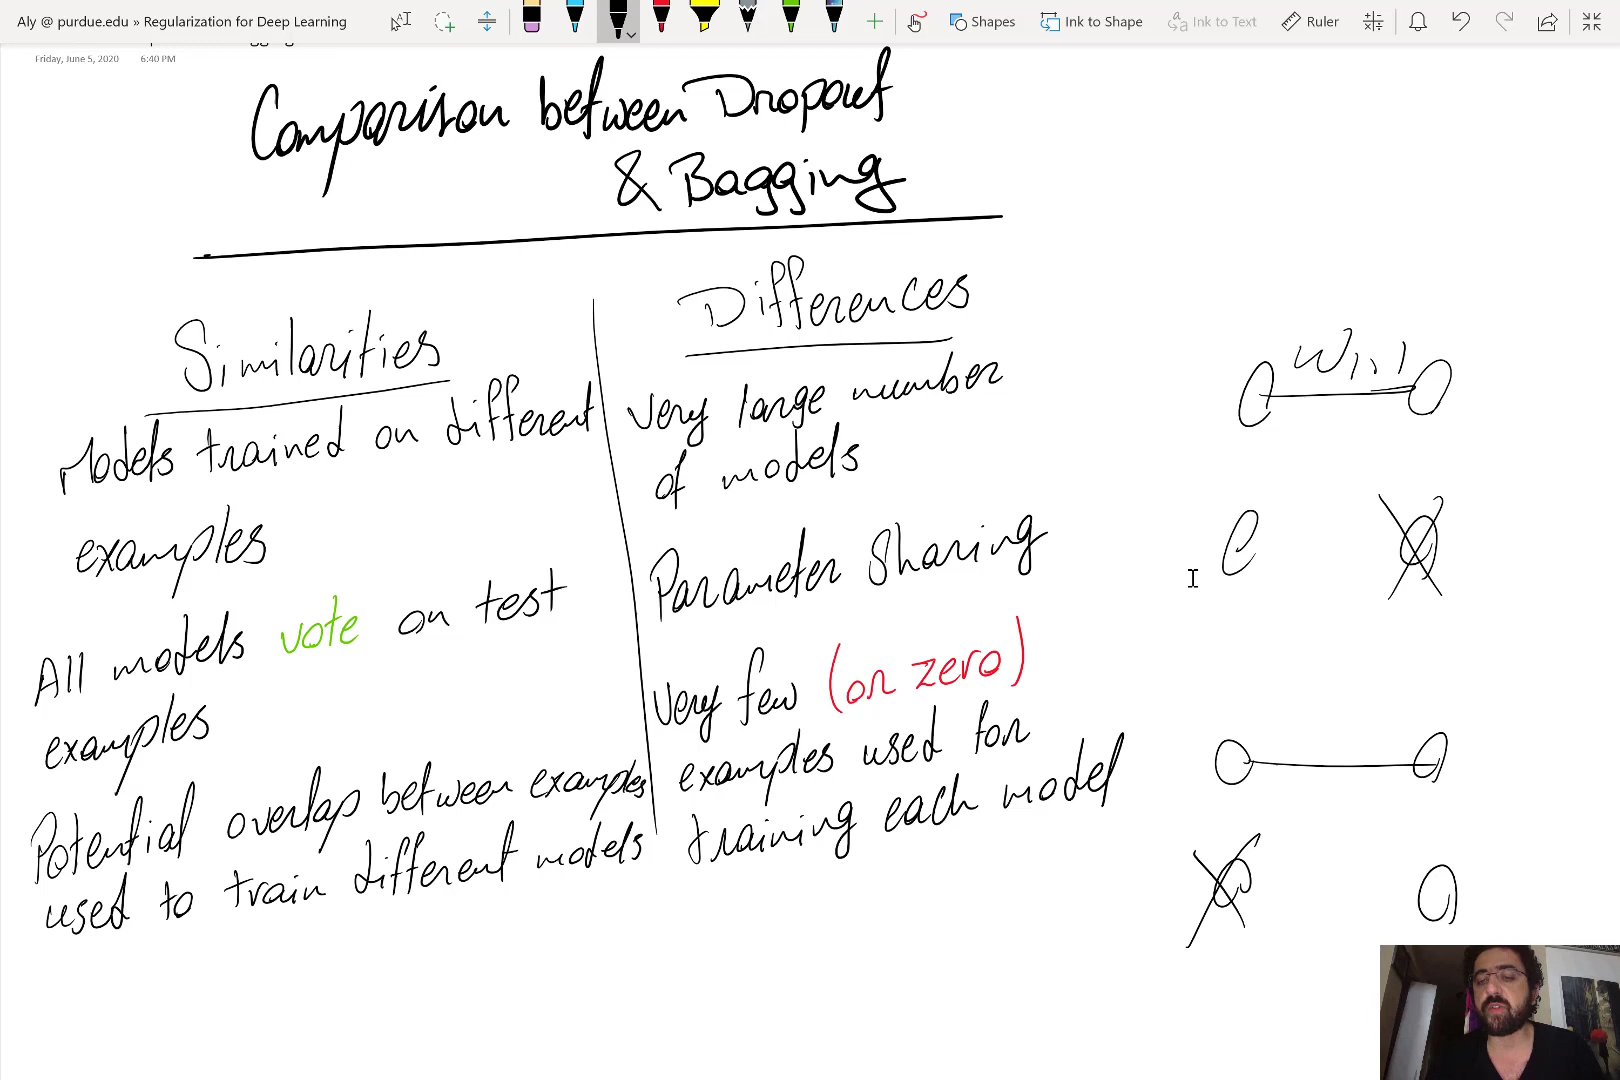 Aly @ purdue.edu » Regularization for Deep Learning
Shapes
Ink to Shape
Ink to Text
Ruler
Friday, June 5, 2020 6:40 PM
Comparison between Dropout
& Bagging
Similarities
Models trained on different
examples
All models vote on test
examples
Potential overlap between examples
used to train different models
Differences
Very large number
of models
Parameter Sharing
Very few (or zero)
examples used for
training each model
W1,1